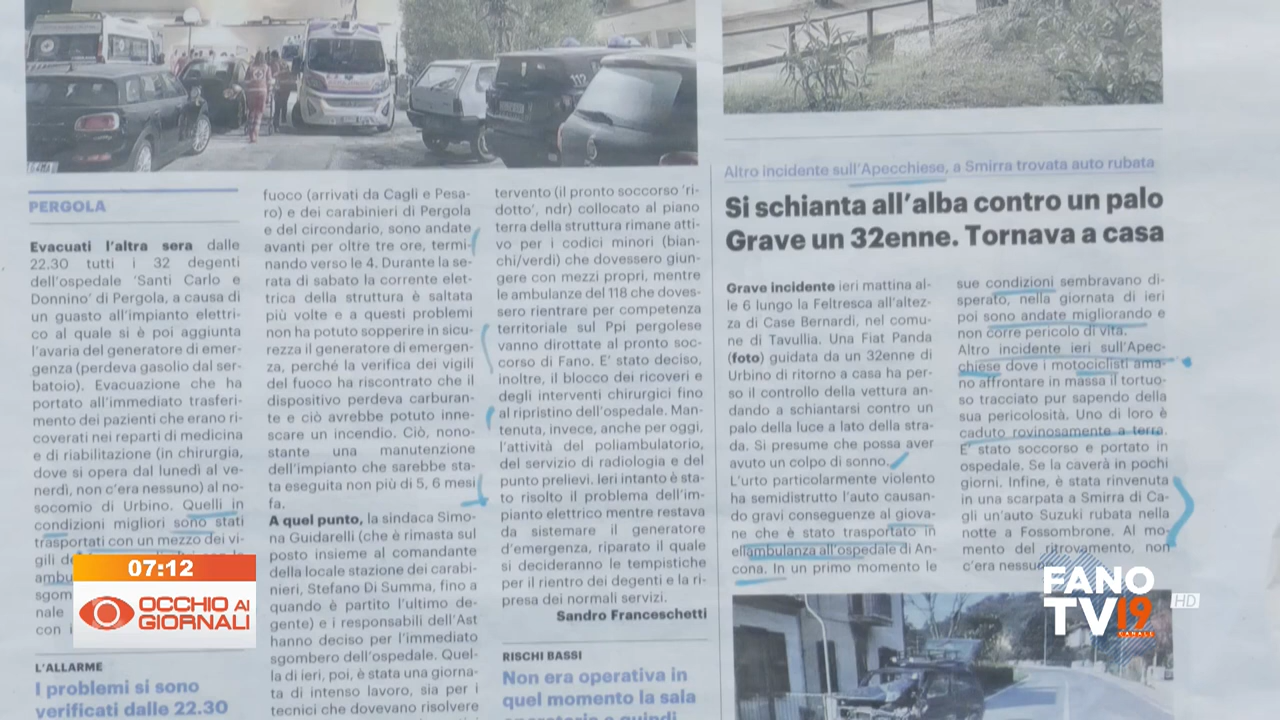 112
PERGOLA
Evacuati l'altra sera dalle
22.30 tutti i 32 degenti
dell'ospedale 'Santi Carlo e
Donnino' di Pergola, a causa di
un guasto all'impianto elettri-
co al quale si è poi aggiunta
l'avaria del generatore di emer-
genza (perdeva gasolio dal ser-
batoio). Evacuazione che ha
portato all'immediato trasferi-
mento dei pazienti che erano ri-
coverati nei reparti di medicina
e di riabilitazione (in chirurgia,
dove si opera dal lunedì al ve-
nerdì, non c'era nessuno) al no-
socomio di Urbino. Quelli in
condizioni migliori sono stati
trasportati con un mezzo dei vi-
gili de
ambu
sgom
nale
con i
L'ALLARME
I problemi si sono
verificati dalle 22.30
fuoco (arrivati da Cagli e Pesa-
ro) e dei carabinieri di Pergola
e del circondario, sono andate
avanti per oltre tre ore, termi-
nando verso le 4. Durante la se-
rata di sabato la corrente elet-
trica della struttura è saltata
più volte e a questi problemi
non ha potuto sopperire in sicu-
rezza il generatore di emergen-
za, perché la verifica dei vigili
del fuoco ha riscontrato che il
dispositivo perdeva carburan-
te e ciò avrebbe potuto inne-
scare un incendio. Ciò, nono-
stante una manutenzione
dell'impianto che sarebbe sta-
ta eseguita non più di 5, 6 mesi
fa.
A quel punto, la sindaca Simo-
na Guidarelli (che è rimasta sul
posto insieme al comandante
della locale stazione dei carabi-
nieri, Stefano Di Summa, fino a
quando è partito l'ultimo de-
gente) e i responsabili dell'Ast
hanno deciso per l'immediato
sgombero dell'ospedale. Quel-
la di ieri, poi, è stata una giorna-
ta di intenso lavoro, sia per i
tecnici che dovevano risolvere
tervento (il pronto soccorso 'ri-
dotto', ndr) collocato al piano
terra della struttura rimane atti-
vo per i codici minori (bian-
chi/verdi) che dovessero giun-
gere con mezzi propri, mentre
le ambulanze del 118 che doves-
sero rientrare per competenza
territoriale sul Ppi pergolese
vanno dirottate al pronto soc-
corso di Fano. E' stato deciso,
inoltre, il blocco dei ricoveri e
degli interventi chirurgici fino
al ripristino dell'ospedale. Man-
tenuta, invece, anche per oggi,
l'attività del poliambulatorio,
del servizio di radiologia e del
punto prelievi. Ieri intanto è sta-
to risolto il problema dell'im-
pianto elettrico mentre restava
da sistemare il generatore
d'emergenza, riparato il quale
si decideranno le tempistiche
per il rientro dei degenti e la ri-
presa dei normali servizi.
Sandro Franceschetti
RISCHI BASSI
Non era operativa in
quel momento la sala
Altro incidente sull'Apecchiese, a Smirra trovata auto rubata
Si schianta all'alba contro un palo
Grave un 32enne. Tornava a casa
Grave incidente ieri mattina al-
le 6 lungo la Feltresca all'altez-
za di Case Bernardi, nel comu-
ne di Tavullia. Una Fiat Panda
(foto) guidata da un 32enne di
Urbino di ritorno a casa ha per-
so il controllo della vettura an-
dando a schiantarsi contro un
palo della luce a lato della stra-
da. Si presume che possa aver
avuto un colpo di sonno.
L'urto particolarmente violento
ha semidistrutto l'auto causan-
do gravi conseguenze al giova-
ne che è stato trasportato in
ellambulanza all'ospedale di An-
cona. In un primo momento le
sue condizioni sembravano di-
sperato, nella giornata di ieri
poi sono andate migliorando e
non corre pericolo di vita.
Altro incidente ieri sull'Apec-
chiese dove i motociclisti ama-
no affrontare in massa il tortuo-
so tracciato pur sapendo della
sua pericolosità. Uno di loro è
caduto rovinosamente a terra.
E' stato soccorso e portato in
ospedale. Se la caverà in pochi
giorni. Infine, è stata rinvenuta
in una scarpata a Smirra di Ca-
gli un'auto Suzuki rubata nella
notte a Fossombrone. Al mo-
mento del ritrovamento, non
c'era nessu
07:12
OCCHIO AI
GIORNALI
FANO
TV19
CANALE
HD